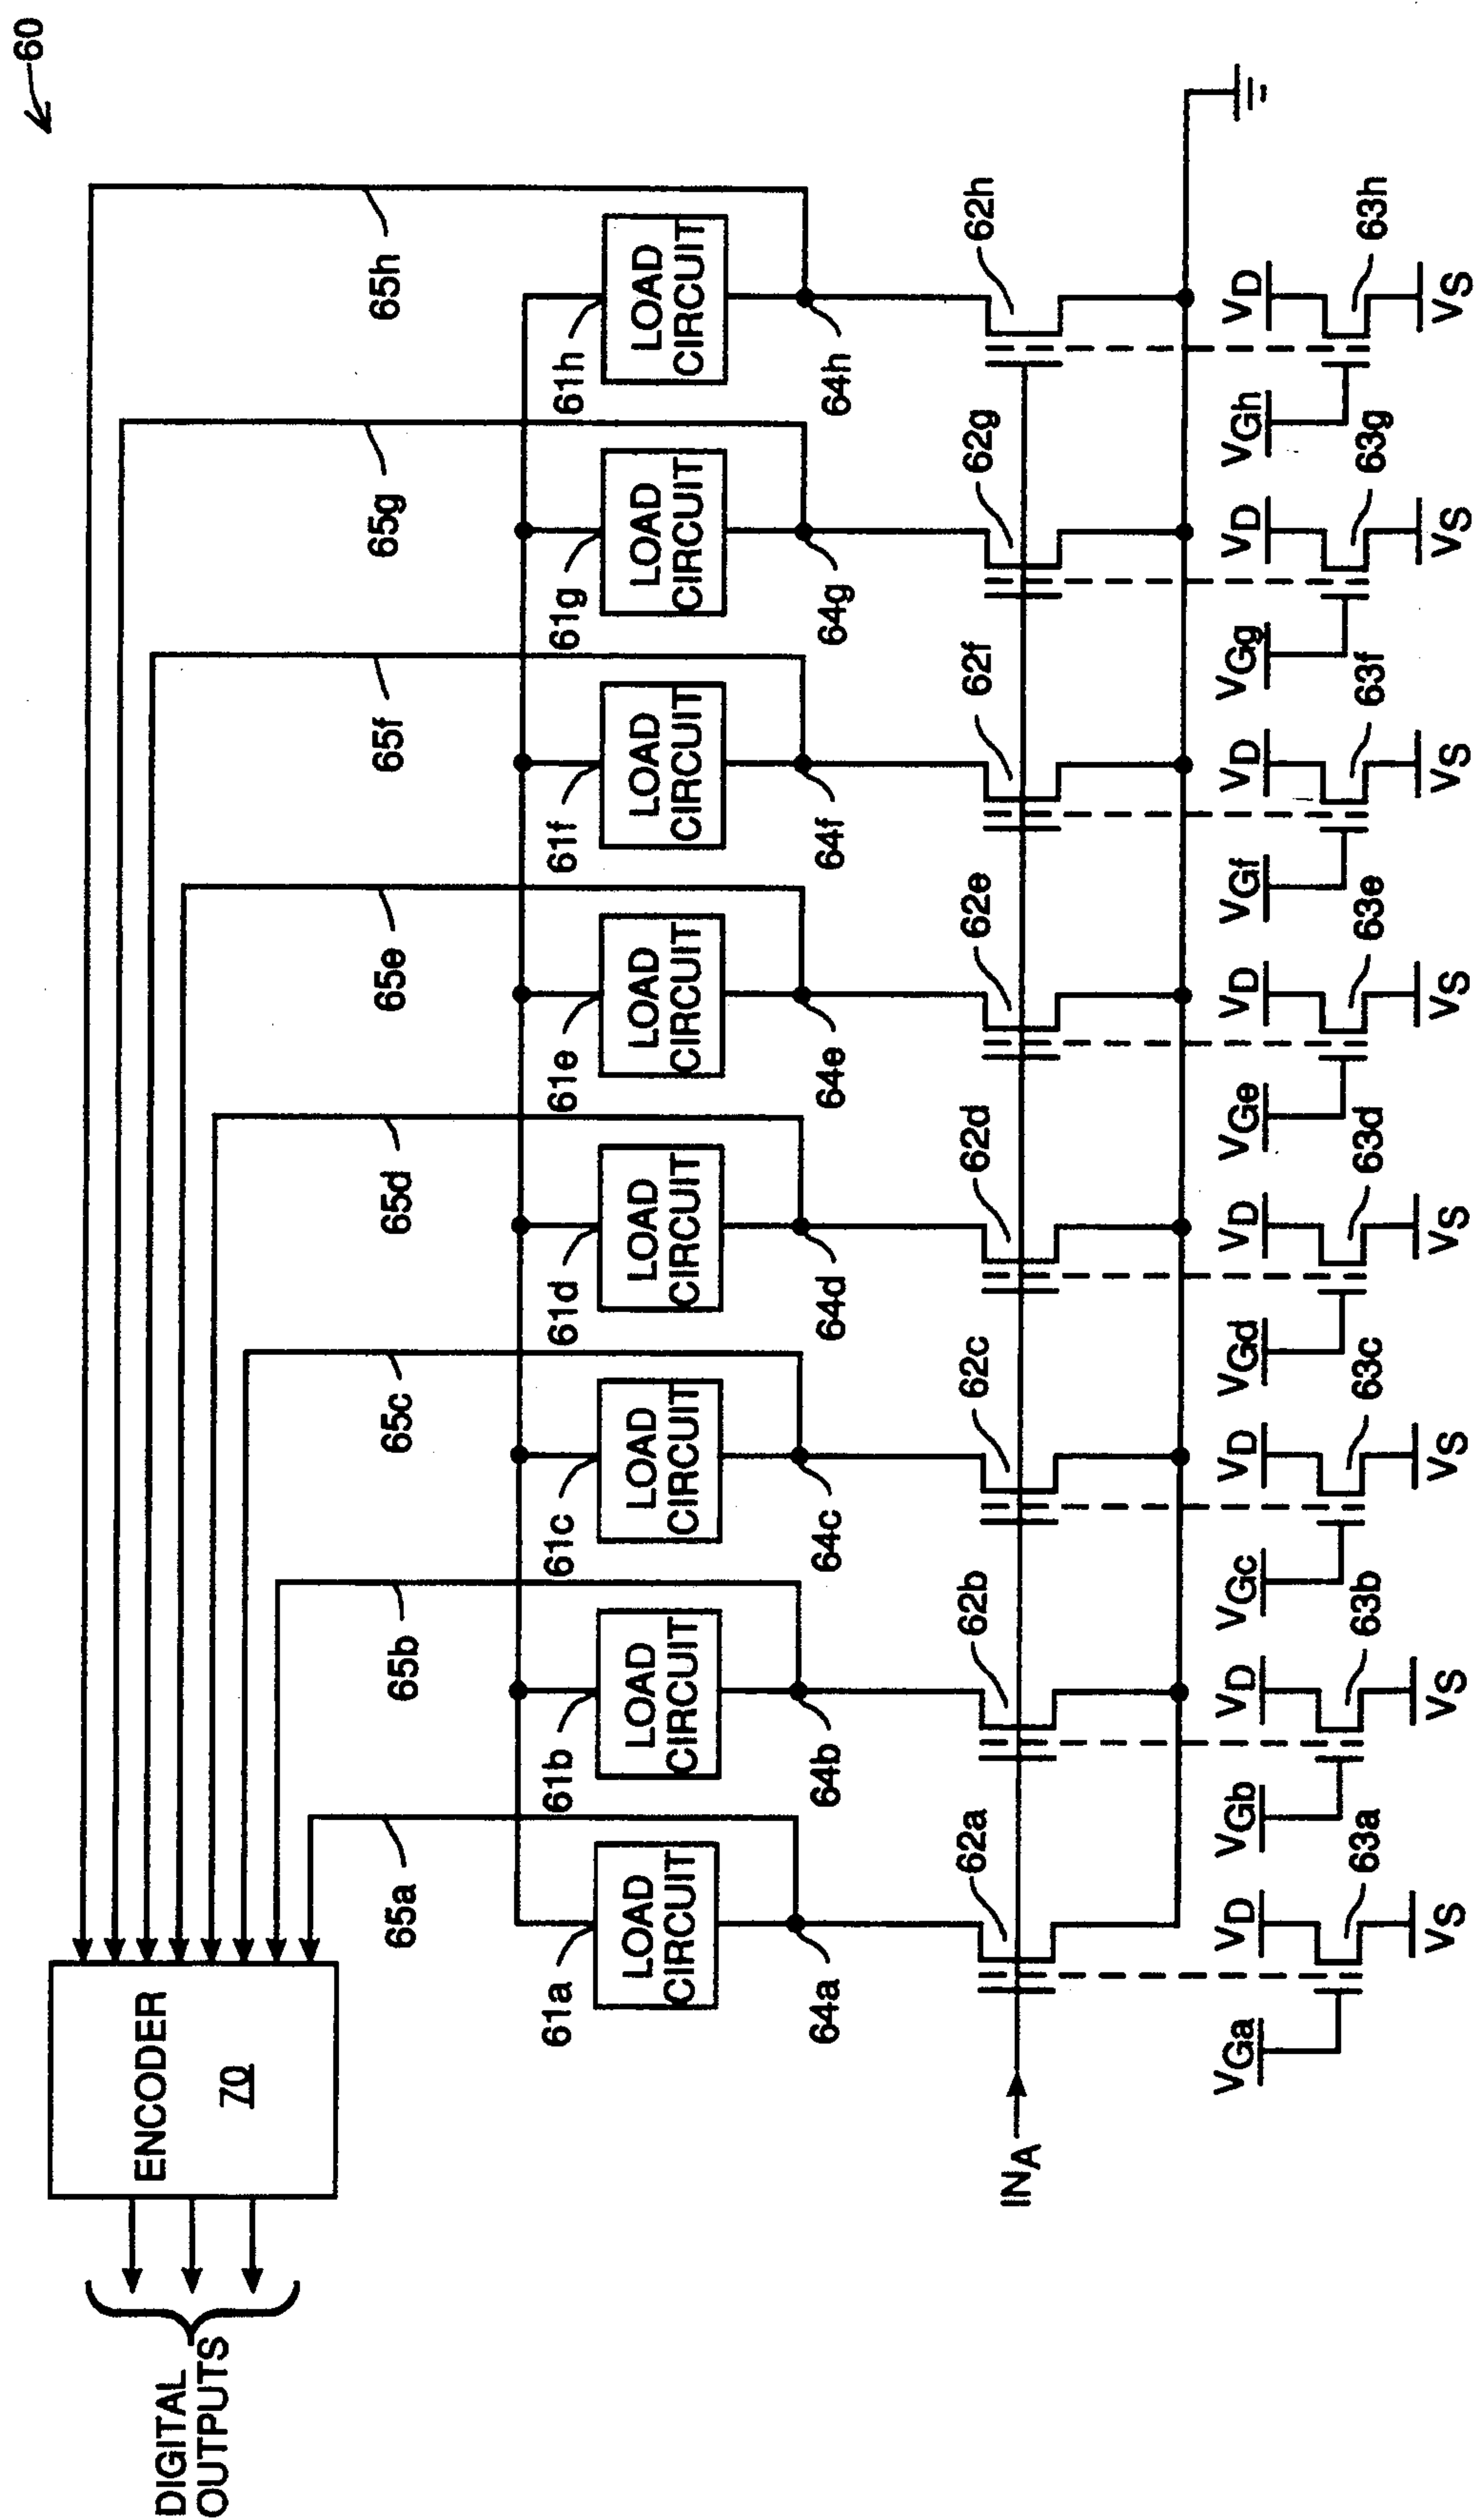 60
ENCODER
70
DIGITAL
OUTPUTS
65a
65b
65c
65d
65e
65f
65g
65h
61a
61b
61c
61d
61e
61f
61g
61h
LOAD
CIRCUIT
LOAD
CIRCUIT
LOAD
CIRCUIT
LOAD
CIRCUIT
LOAD
CIRCUIT
LOAD
CIRCUIT
LOAD
CIRCUIT
LOAD
CIRCUIT
64a
64b
64c
64d
64e
64f
64g
64h
62a
62b
62c
62d
62e
62f
62g
62h
INA
VGa
VD
VGb
VD
VGc
VD
VGd
VD
VGe
VD
VGf
VD
VGg
VD
VGh
VD
63a
63b
63c
63d
63e
63f
63g
63h
VS
VS
VS
VS
VS
VS
VS
VS